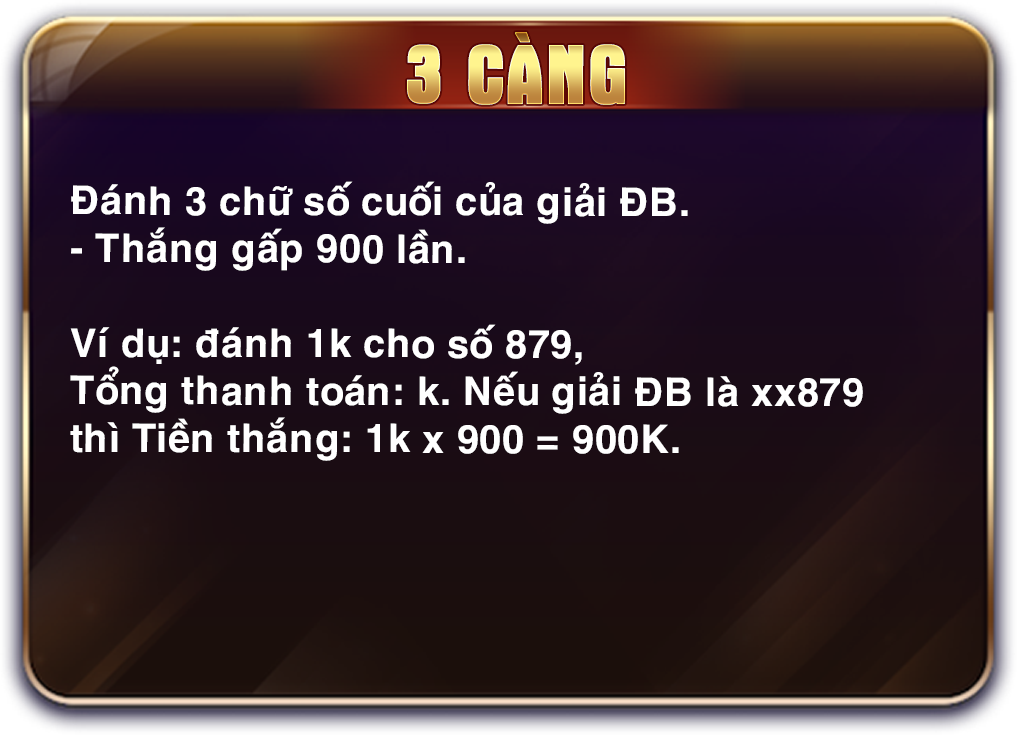 3 CÀNG
Đánh 3 chữ số cuối của giải ĐB.
- Thắng gấp 900 lần.
Ví dụ: đánh 1k cho số 879,
Tổng thanh toán: k. Nếu giải ĐB là xx879
thì Tiền thắng: 1k x 900 = 900K.